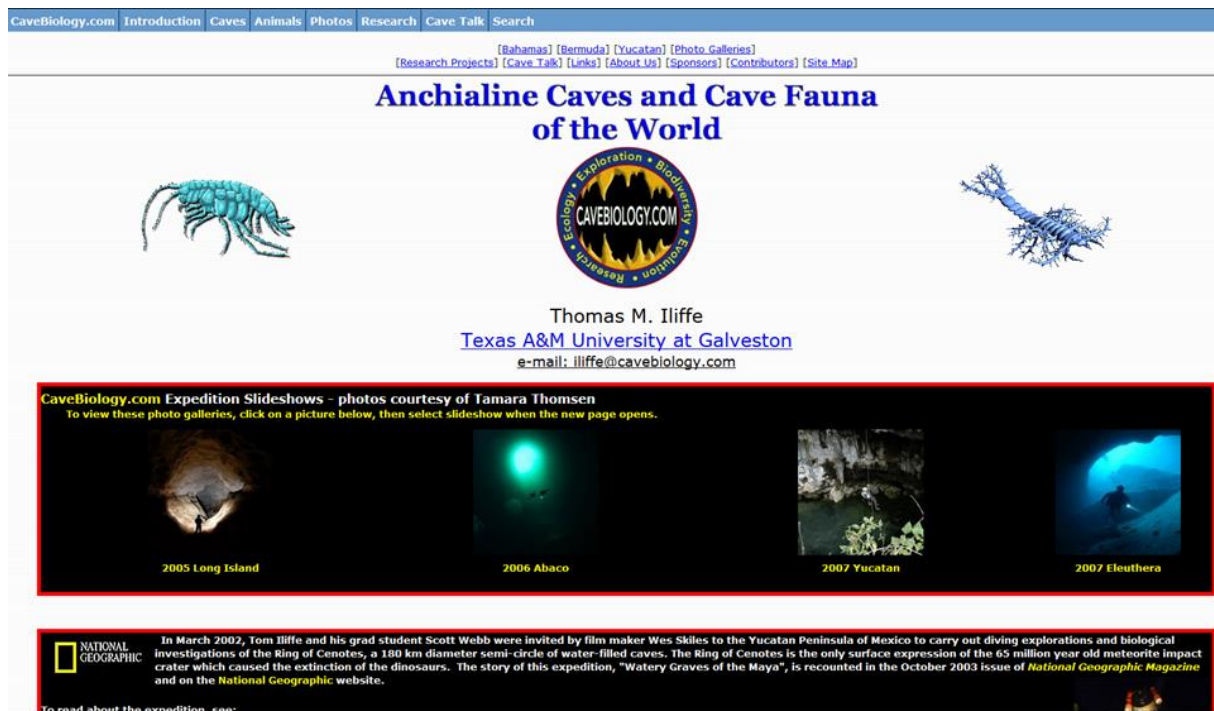 CaveBiology.com Introduction Caves Animals Photos Research Cave Talk Search
[Bahamas] [Bermuda] [Yucatan] [Photo Galleries]
[Research Projects] [Cave Talk] [Links] [About Us] [Sponsors] [Contributors] [Site Map]
Anchialine Caves and Cave Fauna
of the World
Exploration • Biodiversity • Evolution • Research • Ecology •
CAVEBIOLOGY.COM
Thomas M. Iliffe
Texas A&M University at Galveston
e-mail: iliffe@cavebiology.com
CaveBiology.com Expedition Slideshows - photos courtesy of Tamara Thomsen
To view these photo galleries, click on a picture below, then select slideshow when the new page opens.
2005 Long Island
2006 Abaco
2007 Yucatan
2007 Eleuthera
NATIONAL
GEOGRAPHIC
In March 2002, Tom Iliffe and his grad student Scott Webb were invited by film maker Wes Skiles to the Yucatan Peninsula of Mexico to carry out diving explorations and biological
investigations of the Ring of Cenotes, a 180 km diameter semi-circle of water-filled caves. The Ring of Cenotes is the only surface expression of the 65 million year old meteorite impact
crater which caused the extinction of the dinosaurs. The story of this expedition, "Watery Graves of the Maya", is recounted in the October 2003 issue of National Geographic Magazine
and on the National Geographic website.
To read about the expedition, see: